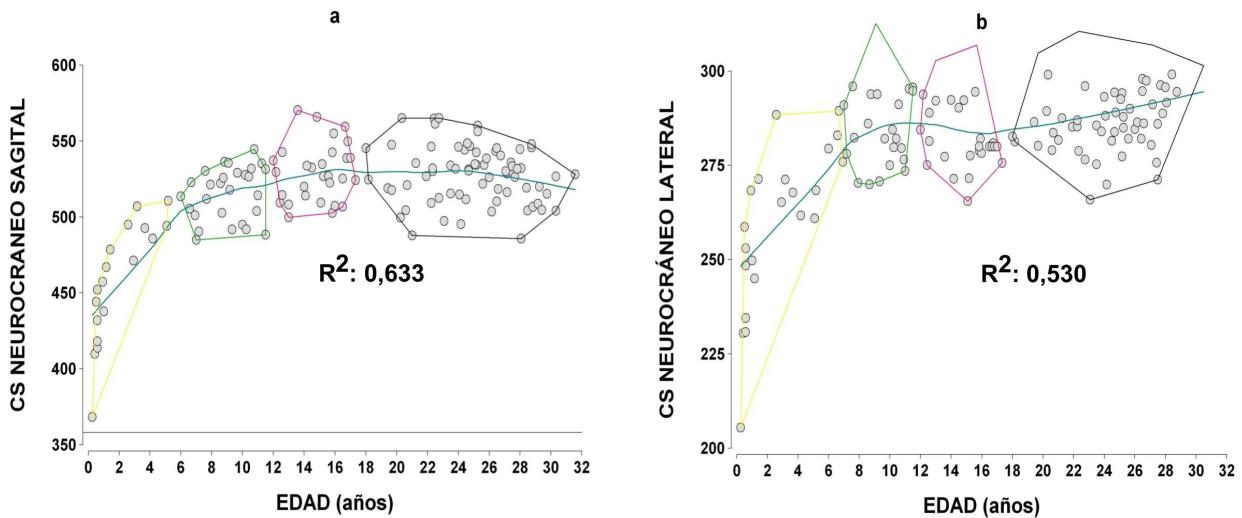 a
CS NEUROCRANEO SAGITAL
600
550
500
450
400
350
R²: 0,633
0 2 4 6 8 10 12 14 16 18 20 22 24 26 28 30 32
EDAD (años)
b
CS NEUROCRÁNEO LATERAL
300
275
250
225
200
R²: 0,530
0 2 4 6 8 10 12 14 16 18 20 22 24 26 28 30 32
EDAD (años)